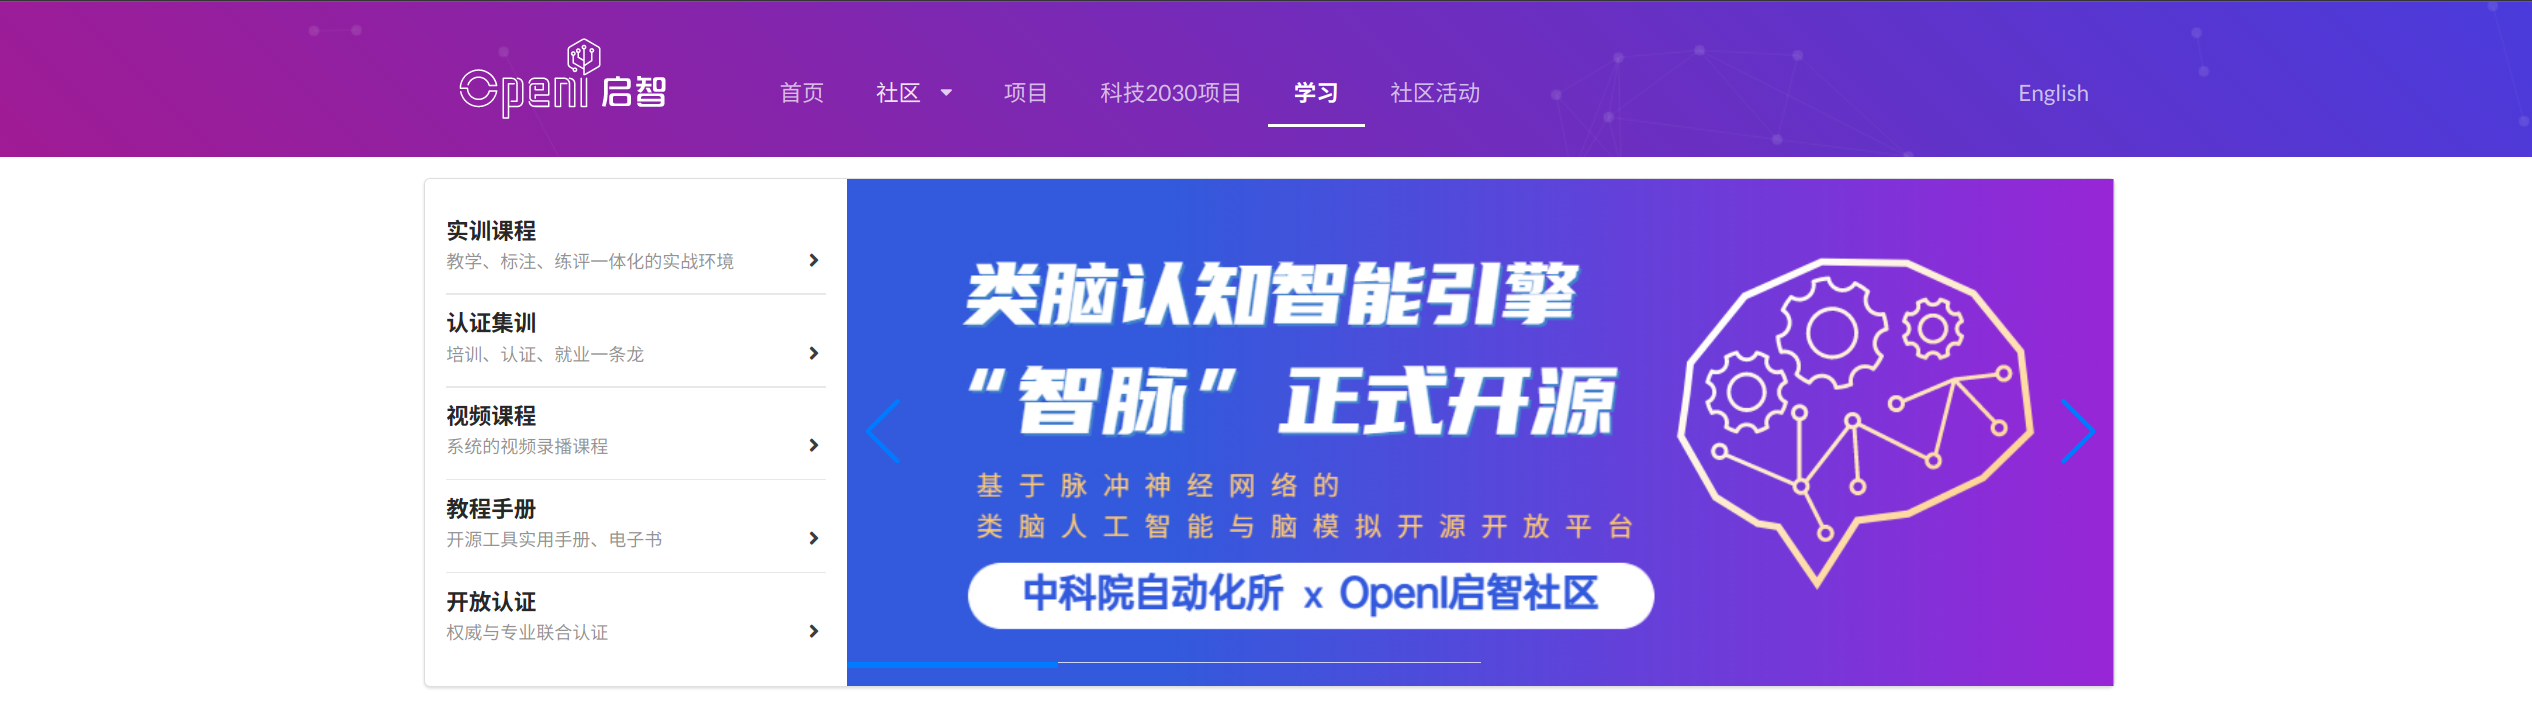 OpenI 启智
首页 社区 项目 科技2030项目 学习 社区活动 English
实训课程
教学、标注、练评一体化的实战环境
认证集训
培训、认证、就业一条龙
视频课程
系统的视频录播课程
教程手册
开源工具实用手册、电子书
开放认证
权威与专业联合认证
类脑认知智能引擎
“智脉”正式开源
基于脉冲神经网络的
类脑人工智能与脑模拟开源开放平台
中科院自动化所 x OpenI启智社区